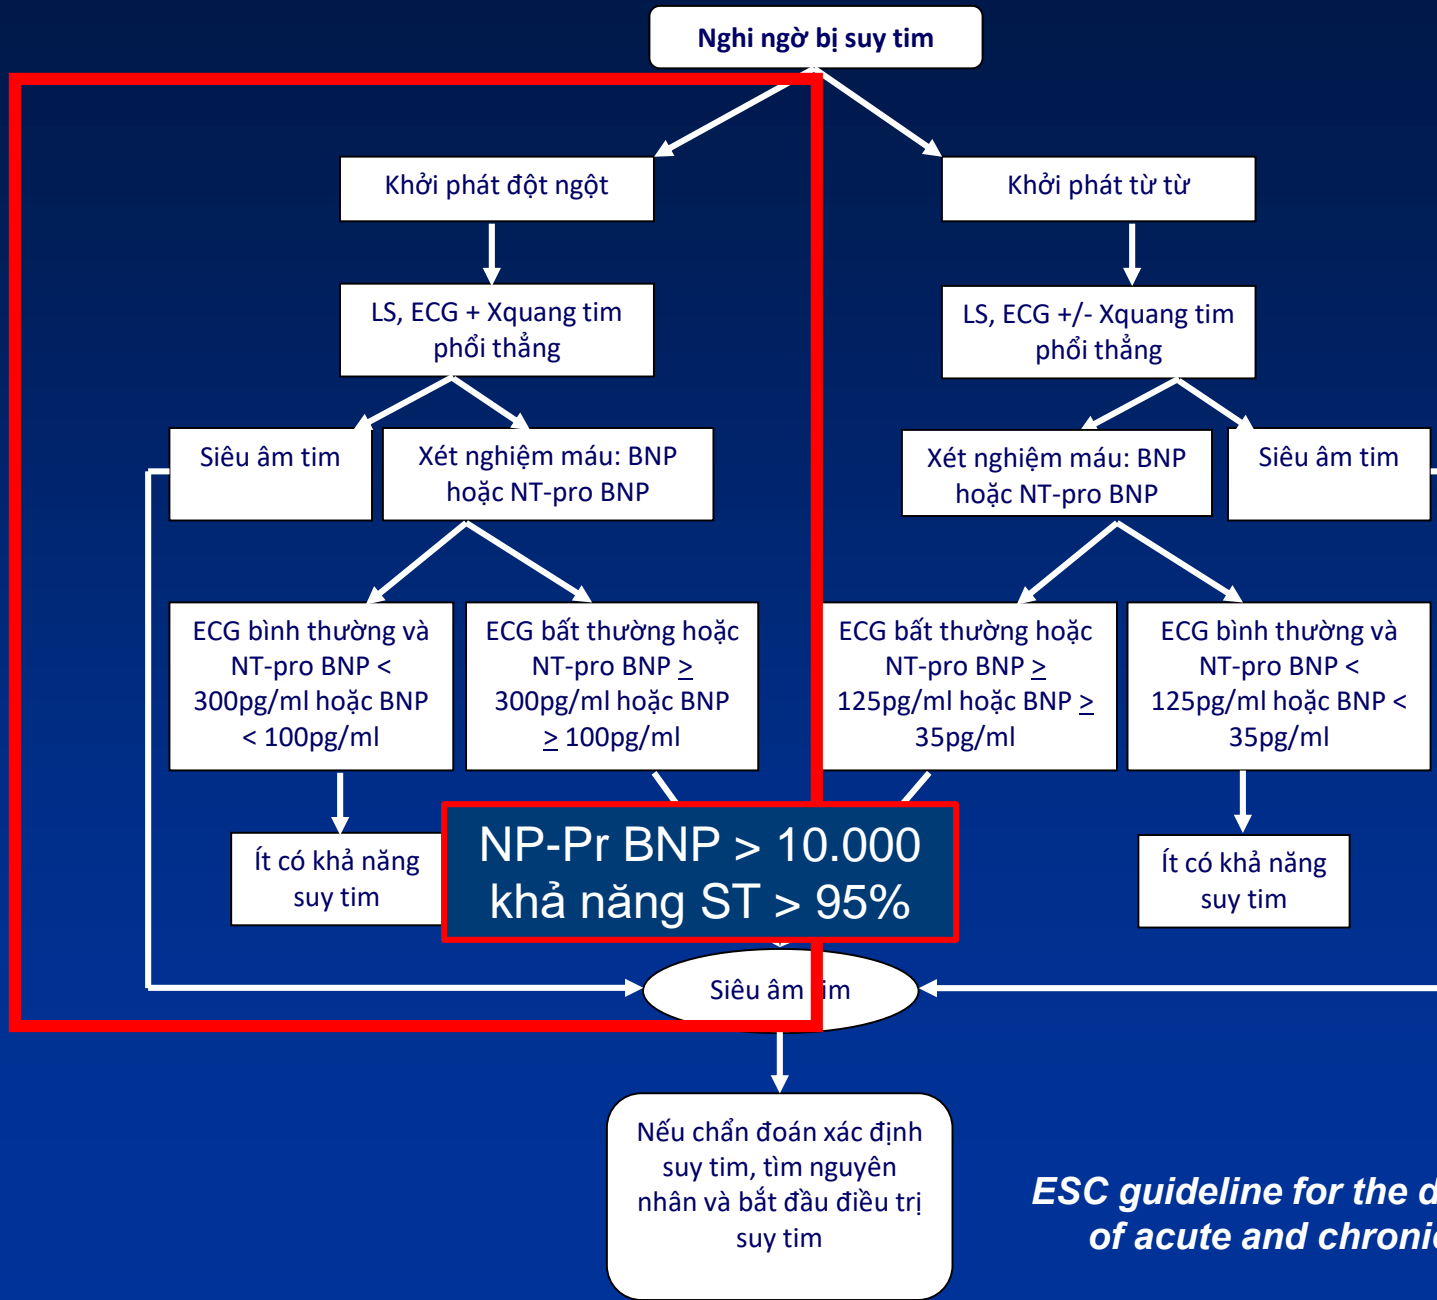 Nghi ngờ bị suy tim
Khởi phát đột ngột
Khởi phát từ từ
LS, ECG + Xquang tim
phổi thẳng
LS, ECG +/- Xquang tim
phổi thẳng
Siêu âm tim
Xét nghiệm máu: BNP
hoặc NT-pro BNP
Xét nghiệm máu: BNP
hoặc NT-pro BNP
Siêu âm tim
ECG bình thường và
NT-pro BNP <
300pg/ml hoặc BNP
< 100pg/ml
ECG bất thường hoặc
NT-pro BNP ≥
300pg/ml hoặc BNP
≥ 100pg/ml
ECG bất thường hoặc
NT-pro BNP ≥
125pg/ml hoặc BNP ≥
35pg/ml
ECG bình thường và
NT-pro BNP <
125pg/ml hoặc BNP <
35pg/ml
Ít có khả năng
suy tim
NP-Pr BNP > 10.000
khả năng ST > 95%
Ít có khả năng
suy tim
Siêu âm tim
Nếu chẩn đoán xác định
suy tim, tìm nguyên
nhân và bắt đầu điều trị
suy tim
ESC guideline for the d
of acute and chronic